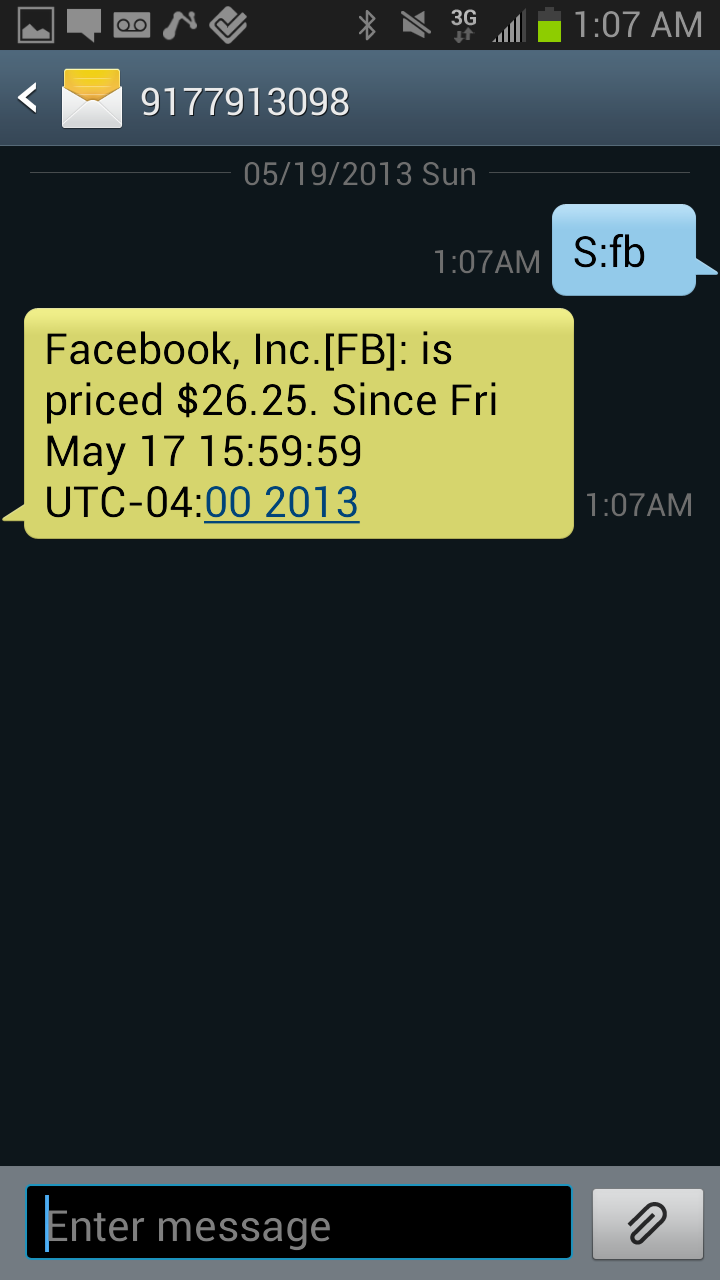 3G 1:07 AM
9177913098
05/19/2013 Sun
1:07AM S:fb
Facebook, Inc.[FB]: is
priced $26.25. Since Fri
May 17 15:59:59
UTC-04:00 2013 1:07AM
Enter message